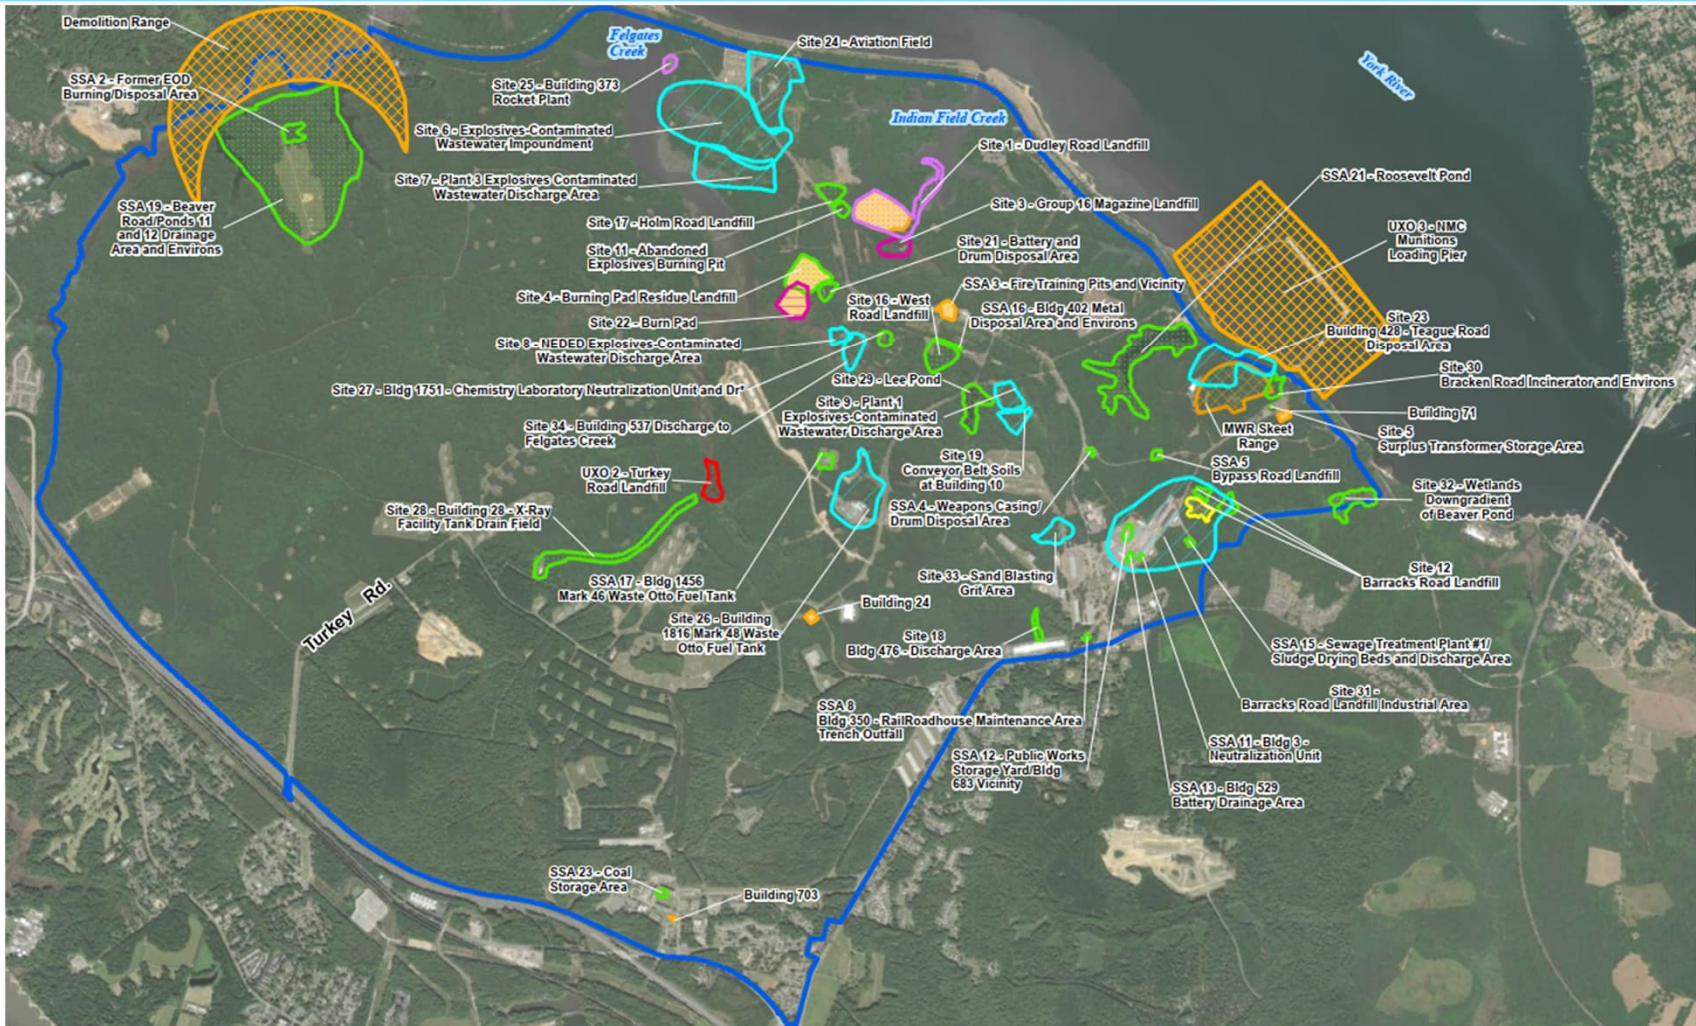 Demolition Range
SSA 2 - Former EOD
Burning/Disposal Area
SSA 19 - Beaver
Road/Ponds 11
and 12 Drainage
Area and Environs
Felgates
Creek
Site 24 - Aviation Field
Site 25 - Building 373
Rocket Plant
Site 6 - Explosives-Contaminated
Wastewater Impoundment
Site 7 - Plant 3 Explosives Contaminated
Wastewater Discharge Area
York River
Indian Field Creek
Site 1 - Dudley Road Landfill
Site 17 - Holm Road Landfill
Site 3 - Group 16 Magazine Landfill
Site 11 - Abandoned
Explosives Burning Pit
Site 21 - Battery and
Drum Disposal Area
SSA 21 - Roosevelt Pond
UXO 3 - NMC
Munitions
Loading Pier
Site 4 - Burning Pad Residue Landfill
Site 22 - Burn Pad
SSA 3 - Fire Training Pits and Vicinity
Site 16 - West
Road Landfill
SSA 16 - Bldg 402 Metal
Disposal Area and Environs
Site 8 - NEDED Explosives-Contaminated
Wastewater Discharge Area
Site 23
Building 428 - Teague Road
Disposal Area
Site 27 - Bldg 1751 - Chemistry Laboratory Neutralization Unit and Dr*
Site 29 - Lee Pond
Site 9 - Plant 1
Explosives-Contaminated
Wastewater Discharge Area
Site 30
Bracken Road Incinerator and Environs
Building 71
Site 5
Surplus Transformer Storage Area
MWR Skeet
Range
Site 34 - Building 537 Discharge to
Felgates Creek
Site 19
Conveyor Belt Soils
at Building 10
SSA 5
Bypass Road Landfill
UXO 2 - Turkey
Road Landfill
Site 32 - Wetlands
Downgradient
of Beaver Pond
SSA 4 - Weapons Casing/
Drum Disposal Area
Site 28 - Building 28 - X-Ray
Facility Tank Drain Field
Site 12
Barracks Road Landfill
Site 33 - Sand Blasting
Grit Area
SSA 17 - Bldg 1456
Mark 46 Waste Otto Fuel Tank
Turkey Rd.
Building 24
Site 26 - Building
1816 Mark 48 Waste
Otto Fuel Tank
Site 18
Bldg 476 - Discharge Area
SSA 15 - Sewage Treatment Plant #1/
Sludge Drying Beds and Discharge Area
Site 31 -
Barracks Road Landfill Industrial Area
SSA 8
Bldg 350 - RailRoadhouse Maintenance Area
Trench Outfall
SSA 11 - Bldg 3 -
Neutralization Unit
SSA 12 - Public Works
Storage Yard/Bldg
683 Vicinity
SSA 13 - Bldg 529
Battery Drainage Area
SSA 23 - Coal
Storage Area
Building 703